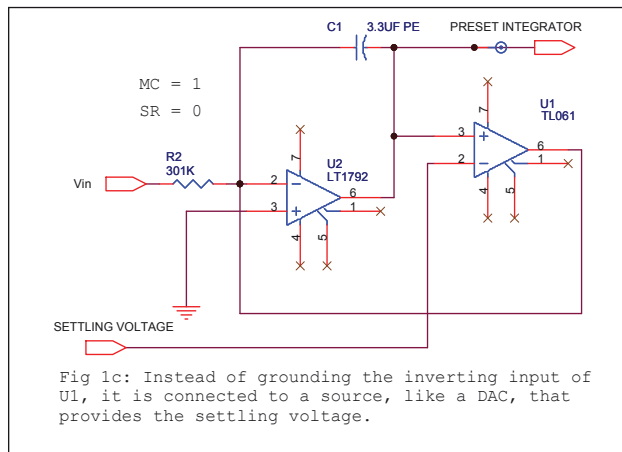 C1
3.3UF PE
PRESET INTEGRATOR
MC = 1
SR = 0
U1
TL061
7
3
+
6
2
−
1
4
5
R2
301K
Vin
U2
LT1792
7
2
−
6
3
+
1
4
5
SETTLING VOLTAGE
Fig 1c: Instead of grounding the inverting input of
U1, it is connected to a source, like a DAC, that
provides the settling voltage.